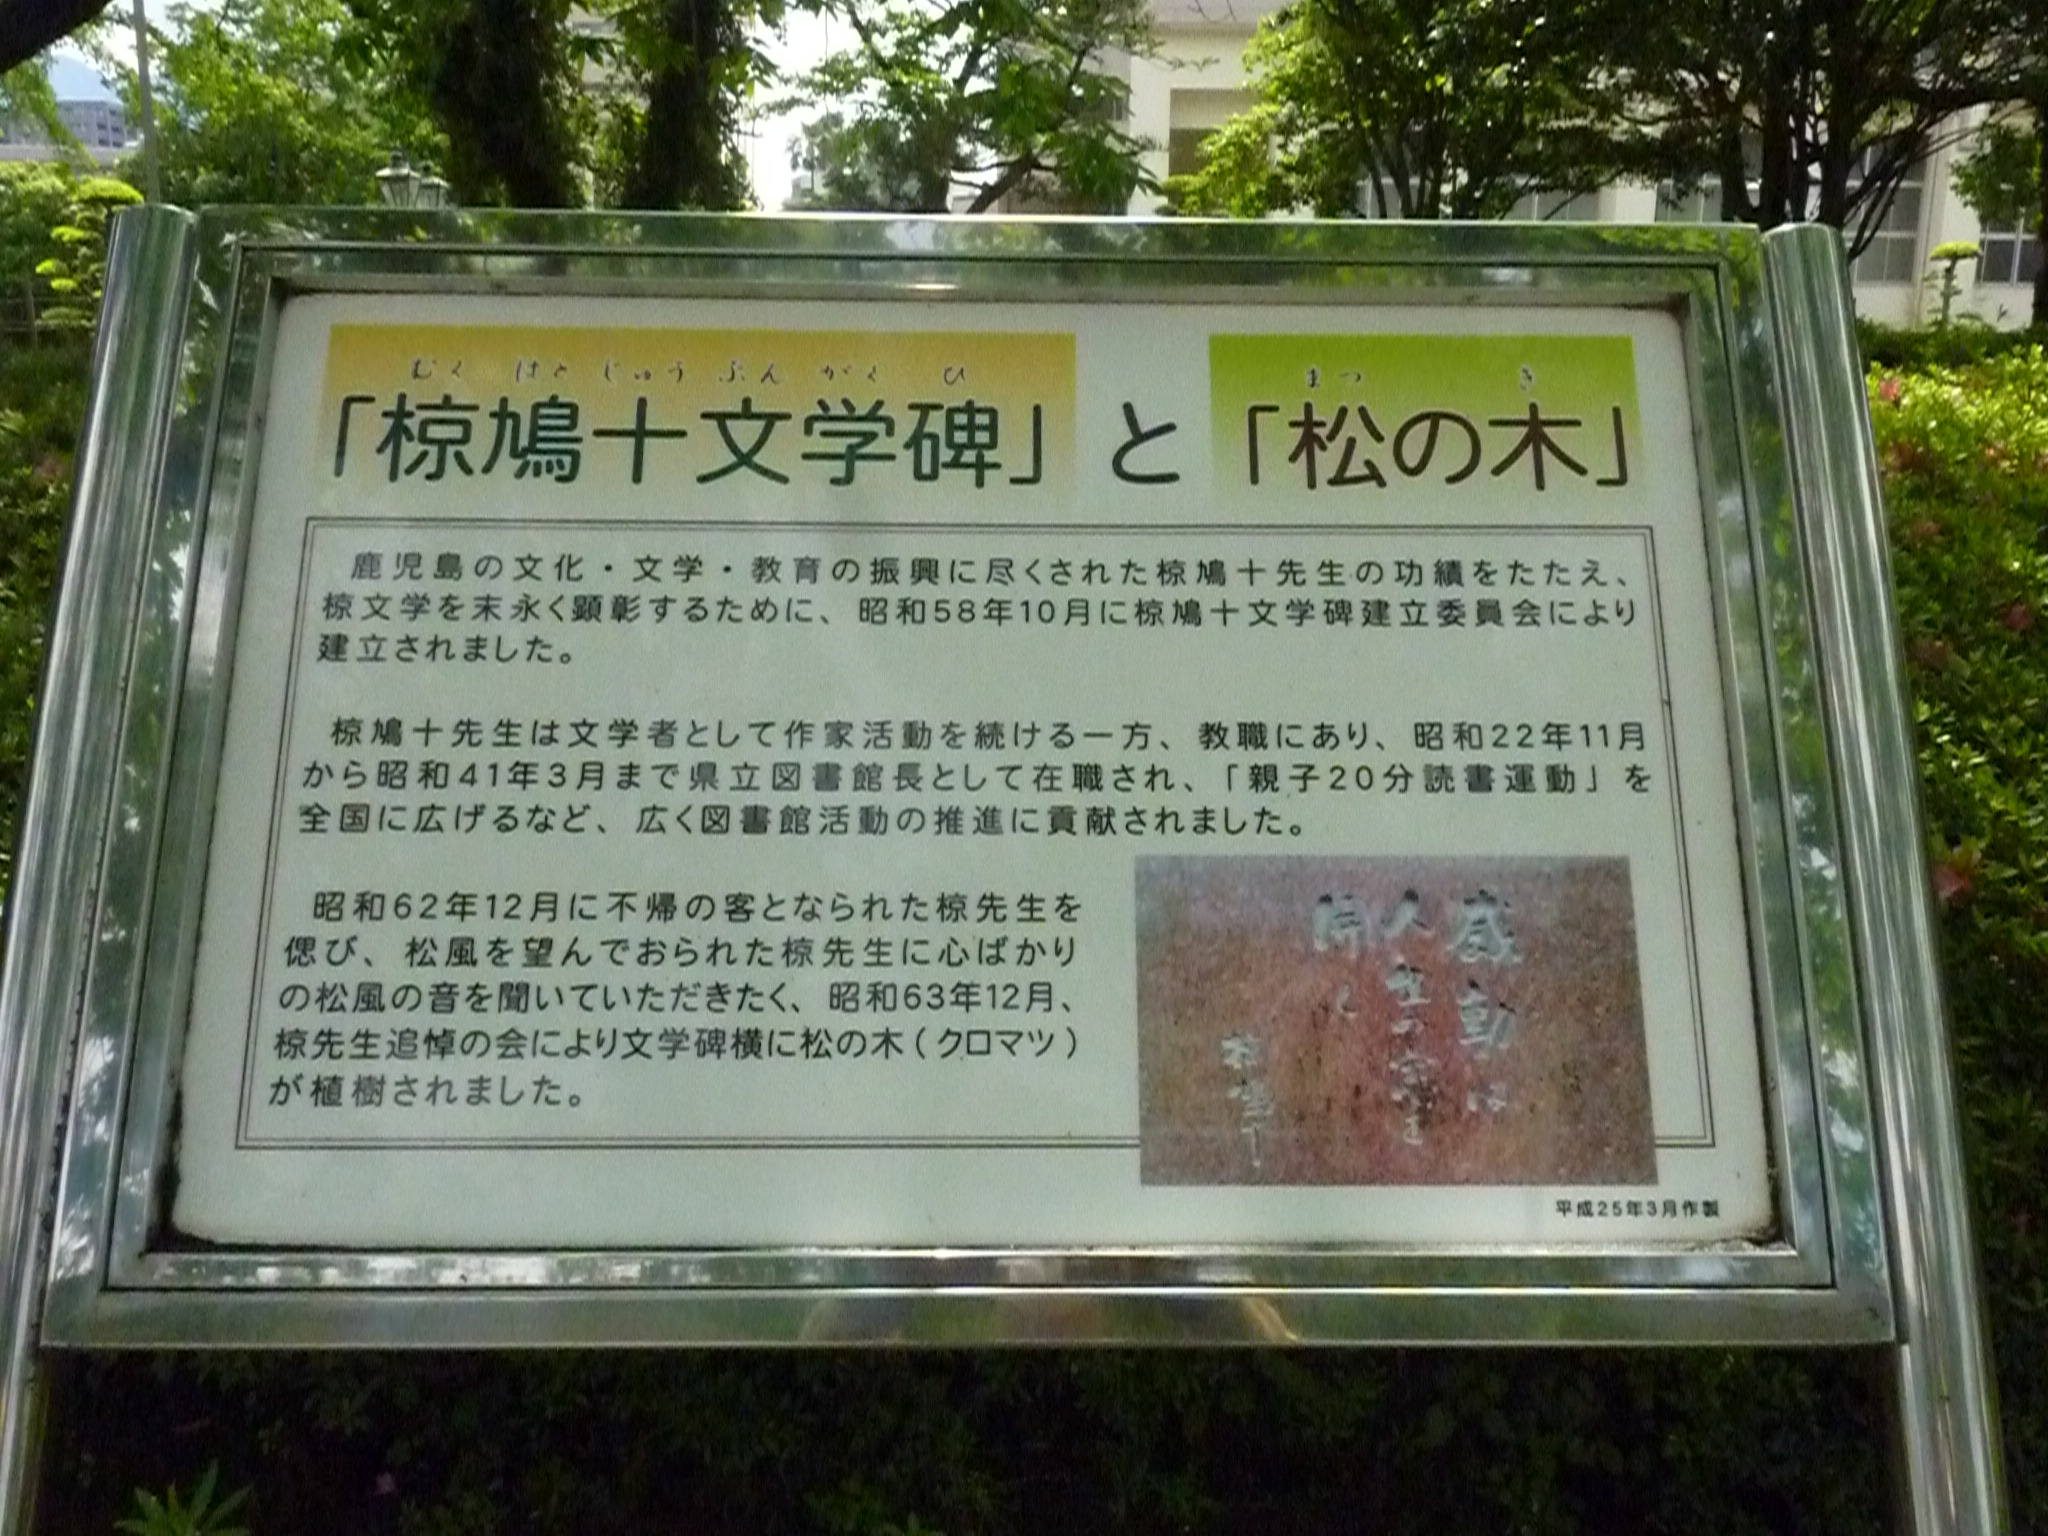 むく はと じゅう ぶん がく ひ まつ き
「椋鳩十文学碑」と「松の木」
鹿児島の文化・文学・教育の振興に尽くされた椋鳩十先生の功績をたたえ、
椋文学を末永く顕彰するために、昭和58年10月に椋鳩十文学碑建立委員会により
建立されました。
椋鳩十先生は文学者として作家活動を続ける一方、教職にあり、昭和22年11月
から昭和41年3月まで県立図書館長として在職され、「親子20分読書運動」を
全国に広げるなど、広く図書館活動の推進に貢献されました。
昭和62年12月に不帰の客となられた椋先生を
偲び、松風を望んでおられた椋先生に心ばかり
の松風の音を聞いていただきたく、昭和63年12月、
椋先生追悼の会により文学碑横に松の木(クロマツ)
が植樹されました。
感動は
人生の窓を
開く
椋鳩十
平成25年3月作製